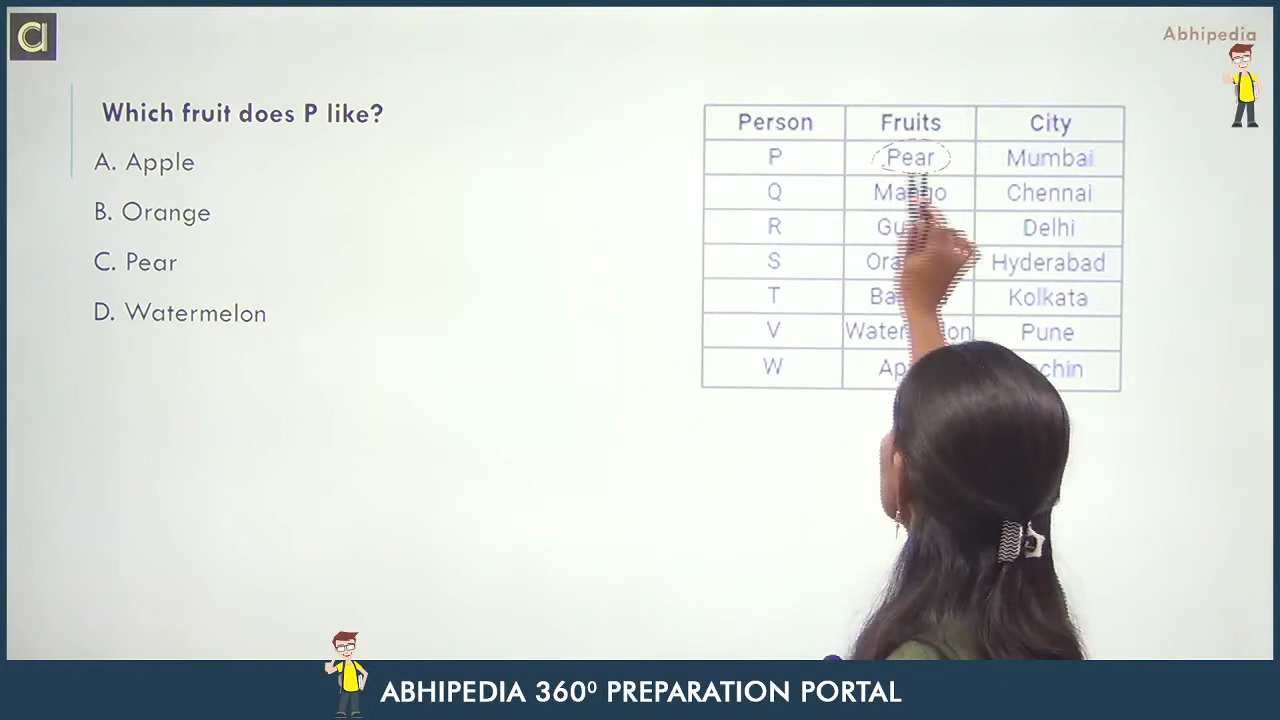 Abhipedia
Which fruit does P like?
A. Apple
B. Orange
C. Pear
D. Watermelon
Person Fruits City
P Pear Mumbai
Q Mango Chennai
R Delhi
S Hyderabad
T Kolkata
V Pune
W
ABHIPEDIA 360⁰ PREPARATION PORTAL